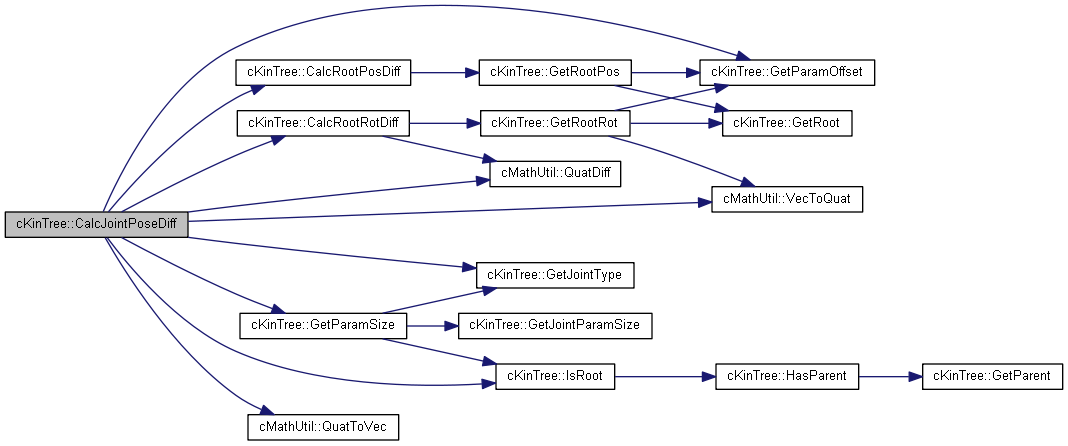 cKinTree::CalcRootPosDiff
cKinTree::GetRootPos
cKinTree::GetParamOffset
cKinTree::CalcRootRotDiff
cKinTree::GetRootRot
cKinTree::GetRoot
cMathUtil::QuatDiff
cMathUtil::VecToQuat
cKinTree::CalcJointPoseDiff
cKinTree::GetJointType
cKinTree::GetParamSize
cKinTree::GetJointParamSize
cKinTree::IsRoot
cKinTree::HasParent
cKinTree::GetParent
cMathUtil::QuatToVec